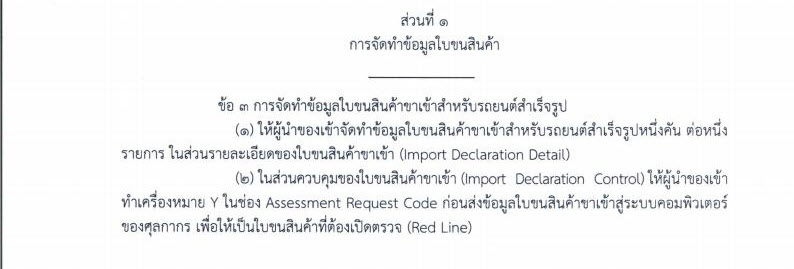 ส่วนที่ ๑
การจัดทำข้อมูลใบขนสินค้า
ข้อ ๓ การจัดทำข้อมูลใบขนสินค้าขาเข้าสำหรับรถยนต์สำเร็จรูป
(๑) ให้ผู้นำของเข้าจัดทำข้อมูลใบขนสินค้าขาเข้าสำหรับรถยนต์สำเร็จรูปหนึ่งคัน ต่อหนึ่ง
รายการ ในส่วนรายละเอียดของใบขนสินค้าขาเข้า (Import Declaration Detail)
(๒) ในส่วนควบคุมของใบขนสินค้าขาเข้า (Import Declaration Control) ให้ผู้นำของเข้า
ทำเครื่องหมาย Y ในช่อง Assessment Request Code ก่อนส่งข้อมูลใบขนสินค้าขาเข้าสู่ระบบคอมพิวเตอร์
ของศุลกากร เพื่อให้เป็นใบขนสินค้าที่ต้องเปิดตรวจ (Red Line)